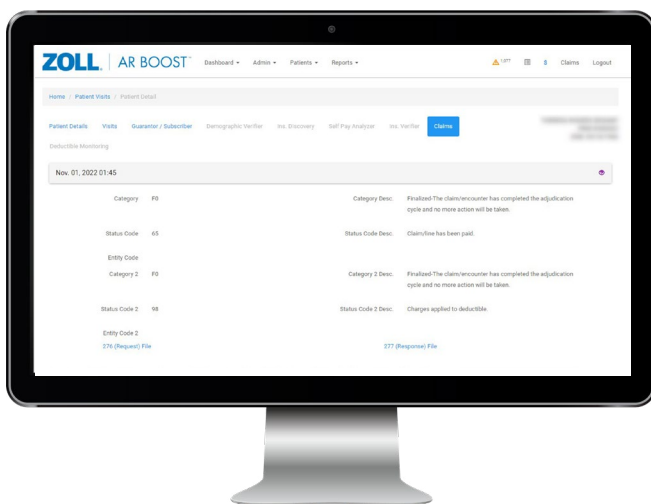 ZOLL. AR BOOST™ Dashboard Admin Patients Reports 1,077 Claims Logout
Home / Patient Visits / Patient Detail
Patient Details Visits Guarantor / Subscriber Demographic Verifier Ins. Discovery Self Pay Analyzer Ins. Verifier Claims
Deductible Monitoring
Nov. 01, 2022 01:45
Category F0 Category Desc. Finalized-The claim/encounter has completed the adjudication
cycle and no more action will be taken.
Status Code 65 Status Code Desc. Claim/line has been paid.
Entity Code
Category 2 F0 Category 2 Desc. Finalized-The claim/encounter has completed the adjudication
cycle and no more action will be taken.
Status Code 2 98 Status Code 2 Desc. Charges applied to deductible.
Entity Code 2
276 (Request) File 277 (Response) File